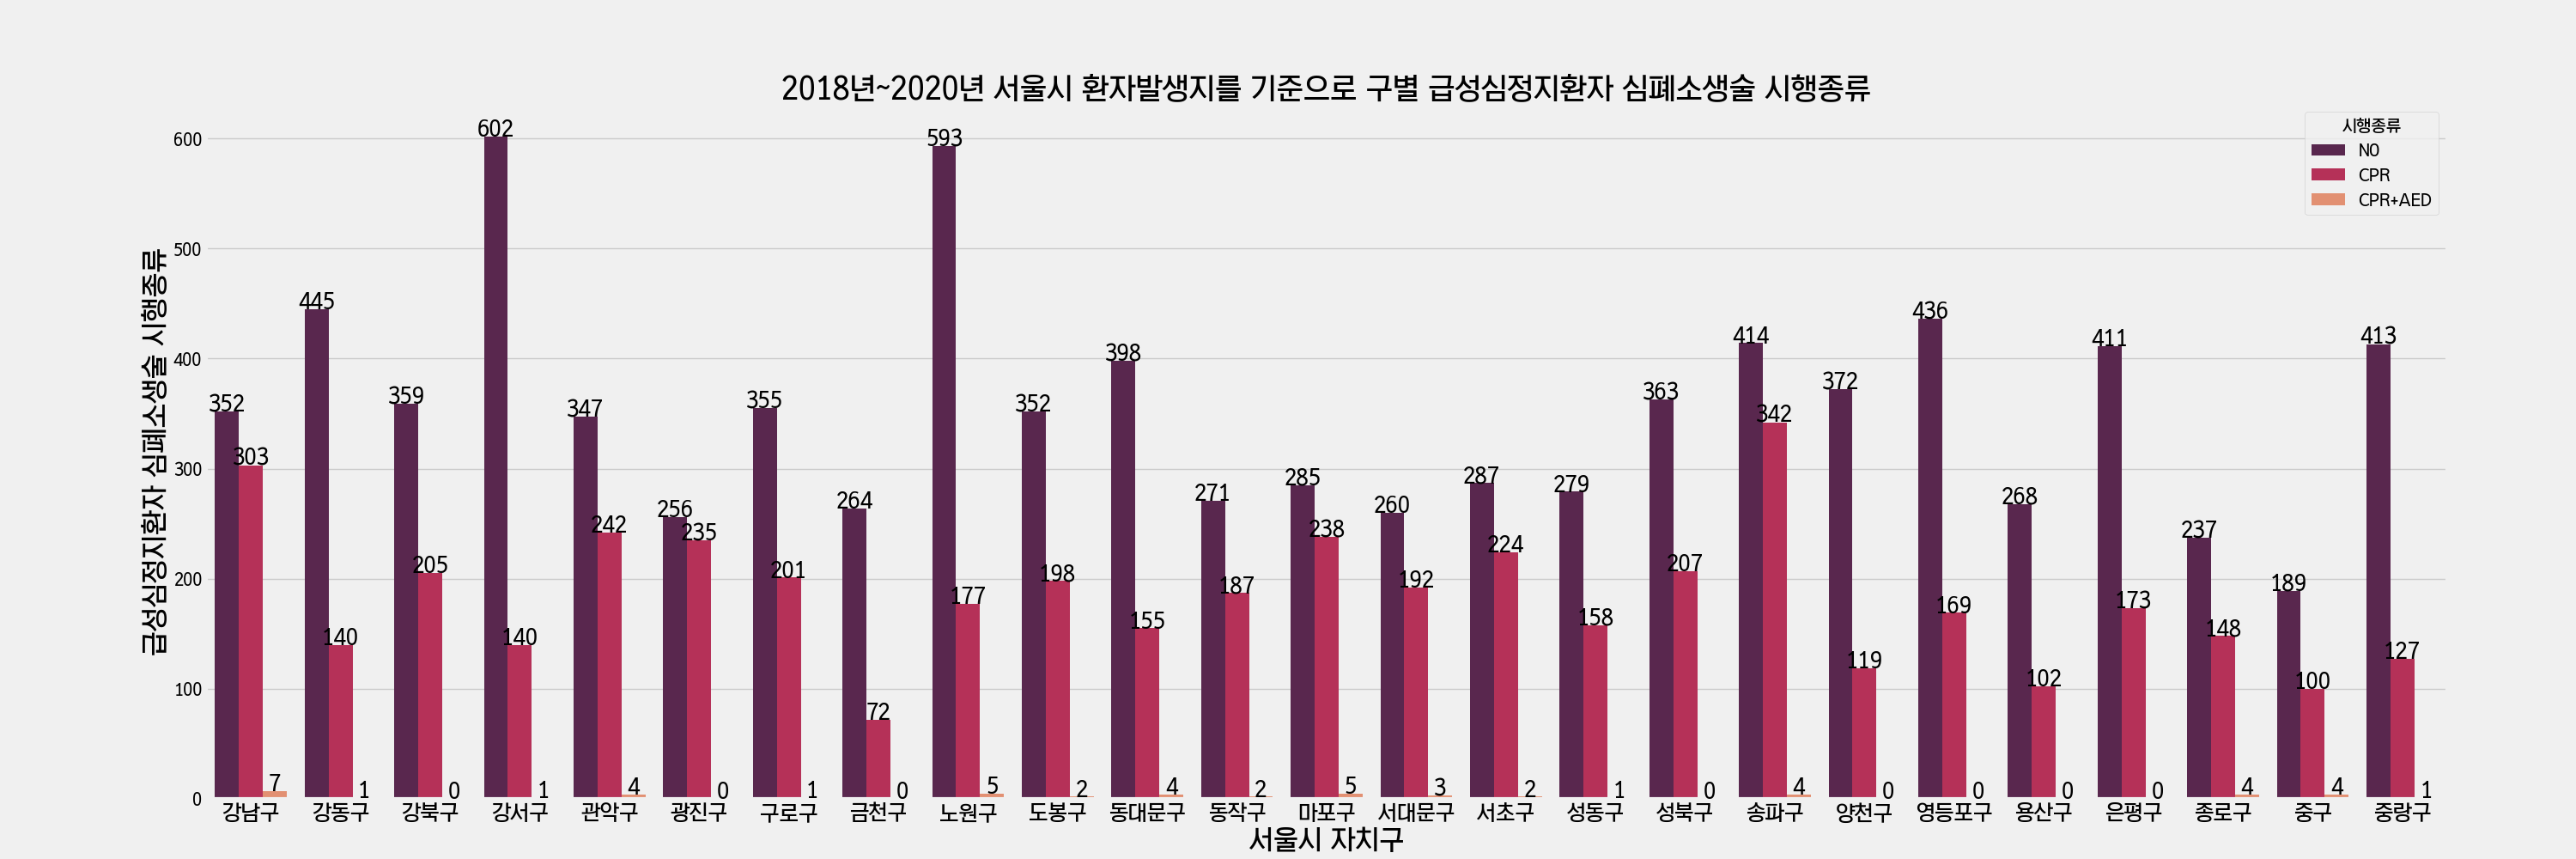 2018년~2020년 서울시 환자발생지를 기준으로 구별 급성심정지환자 심폐소생술 시행종류
시행종류
NO
CPR
CPR+AED
급성심정지환자 심폐소생술 시행종류
600
500
400
300
200
100
0
352 303 7
445 140 1
359 205 0
602 140 1
347 242 4
256 235 0
355 201 1
264 72 0
593 177 5
352 198 2
398 155 4
271 187 2
285 238 5
260 192 3
287 224 2
279 158 1
363 207 0
414 342 4
372 119 0
436 169 0
268 102 0
411 173 0
237 148 4
189 100 4
413 127 1
강남구 강동구 강북구 강서구 관악구 광진구 구로구 금천구 노원구 도봉구 동대문구 동작구 마포구 서대문구 서초구 성동구 성북구 송파구 양천구 영등포구 용산구 은평구 종로구 중구 중랑구
서울시 자치구